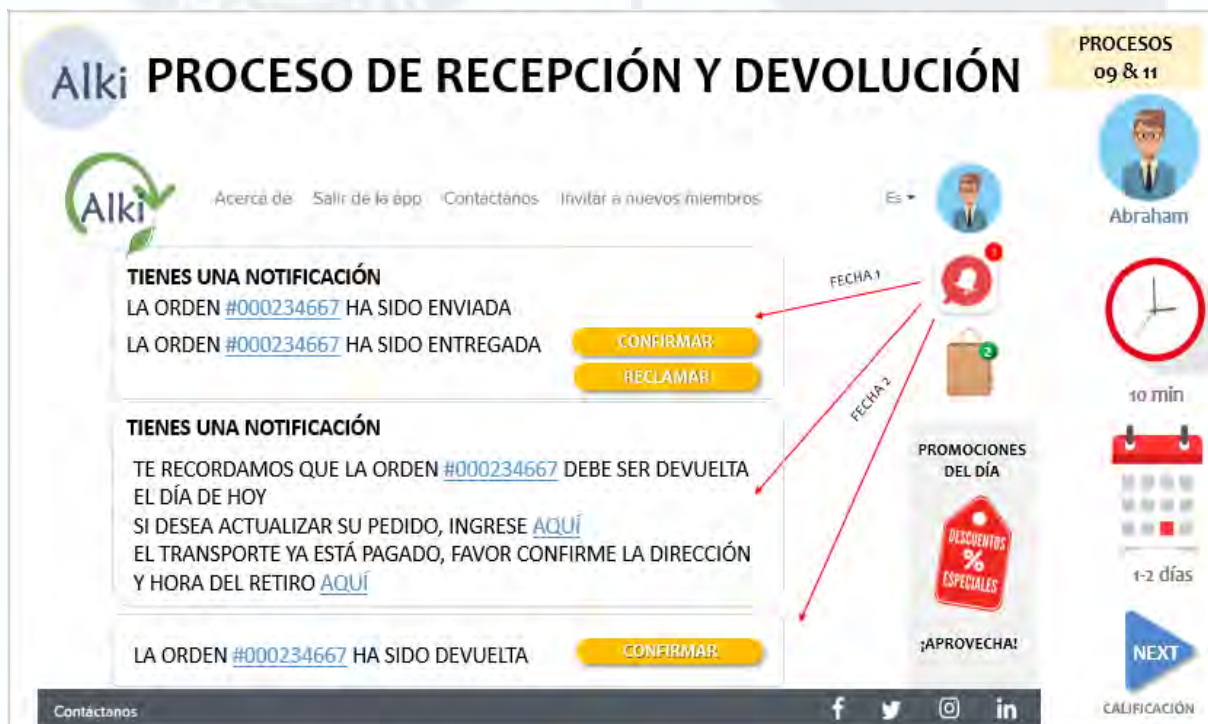 Alki PROCESO DE RECEPCIÓN Y DEVOLUCIÓN
PROCESOS
09 & 11
Abraham
10 min
1-2 días
NEXT
CALIFICACIÓN
Alki
Acerca de Salir de la app Contáctanos Invitar a nuevos miembros Es
TIENES UNA NOTIFICACIÓN
LA ORDEN #000234667 HA SIDO ENVIADA
LA ORDEN #000234667 HA SIDO ENTREGADA
CONFIRMAR
RECLAMAR
FECHA 1
1
2
FECHA 2
TIENES UNA NOTIFICACIÓN
TE RECORDAMOS QUE LA ORDEN #000234667 DEBE SER DEVUELTA
EL DÍA DE HOY
SI DESEA ACTUALIZAR SU PEDIDO, INGRESE AQUÍ
EL TRANSPORTE YA ESTÁ PAGADO, FAVOR CONFIRME LA DIRECCIÓN
Y HORA DEL RETIRO AQUÍ
LA ORDEN #000234667 HA SIDO DEVUELTA
CONFIRMAR
PROMOCIONES
DEL DÍA
DESCUENTOS
%
ESPECIALES
¡APROVECHA!
Contáctanos